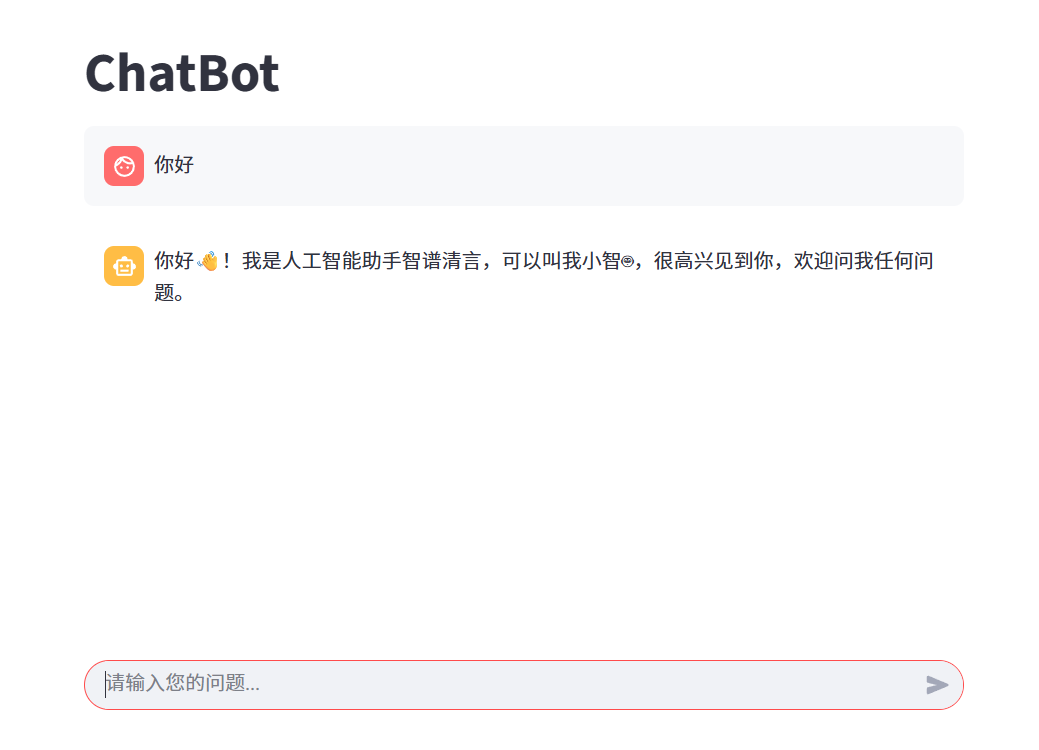 ChatBot
你好
你好👋！我是人工智能助手智谱清言，可以叫我小智🤖，很高兴见到你，欢迎问我任何问
题。
请输入您的问题...